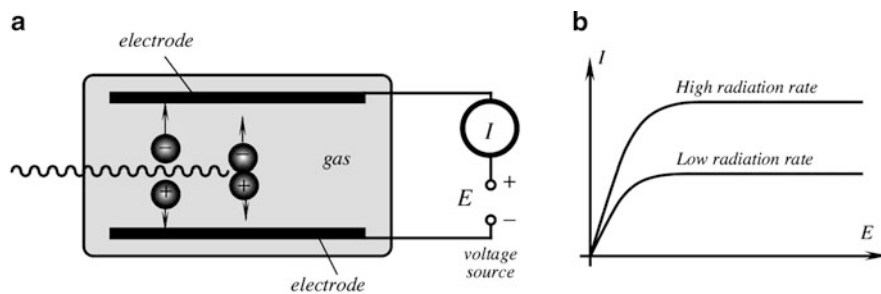 a
electrode
gas
I
E
+
−
voltage
source
electrode
−
−
+
+
b
I
High radiation rate
Low radiation rate
E